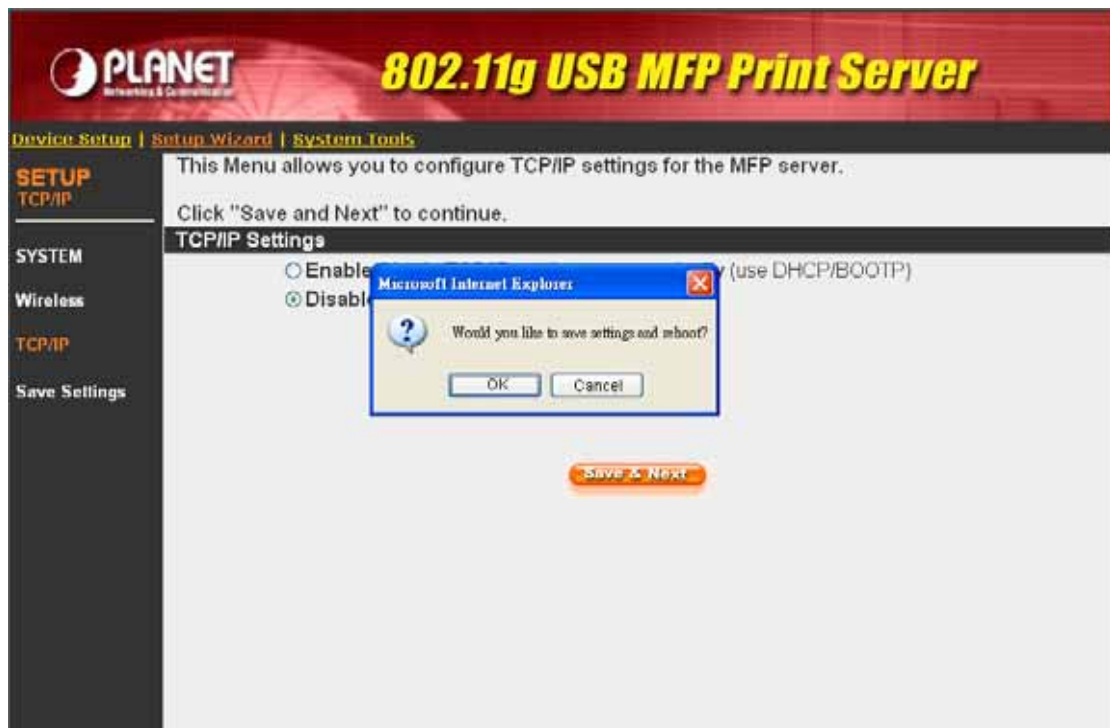 PLANET
Networking & Communication
802.11g USB MFP Print Server
Device Setup | Setup Wizard | System Tools
SETUP
TCP/IP
This Menu allows you to configure TCP/IP settings for the MFP server.
Click "Save and Next" to continue.
TCP/IP Settings
SYSTEM
Wireless
TCP/IP
Save Settings
Enable
(use DHCP/BOOTP)
Microsoft Internet Explorer
Would you like to save settings and reboot?
OK Cancel
Save & Next